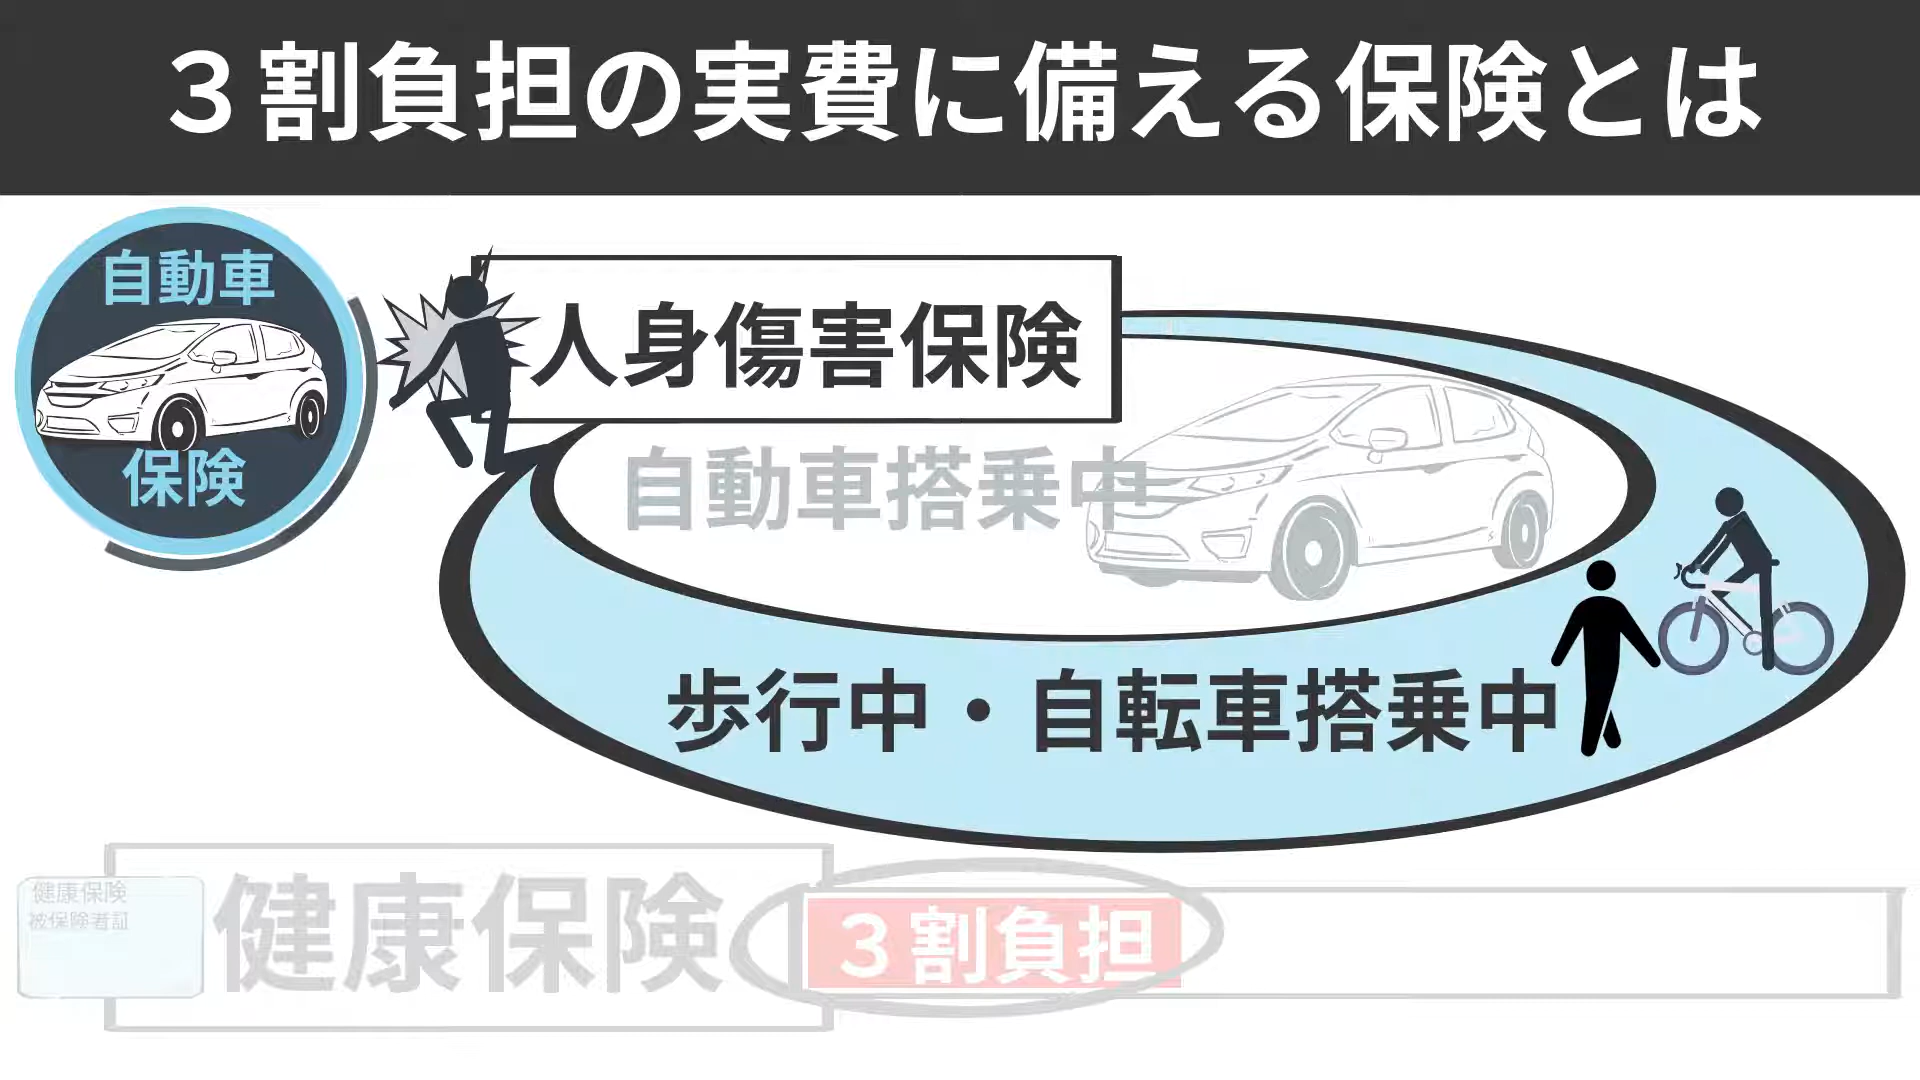 ３割負担の実費に備える保険とは
自動車
保険
人身傷害保険
自動車搭乗中
歩行中・自転車搭乗中
健康保険
被保険者証
健康保険
３割負担